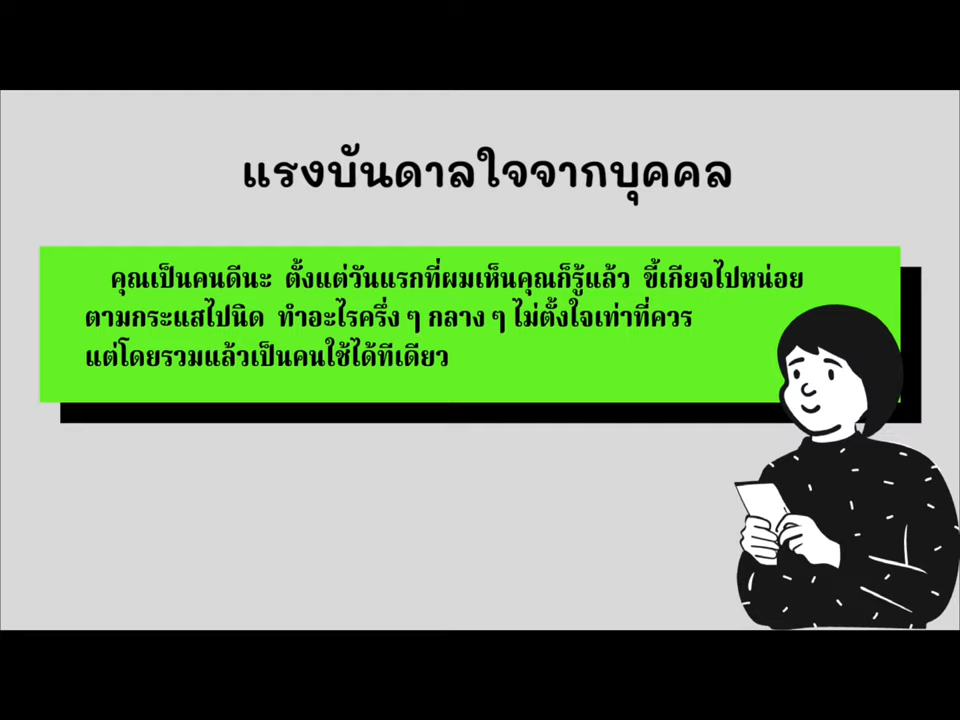 แรงบันดาลใจจากบุคคล
คุณเป็นคนดีนะ ตั้งแต่วันแรกที่ผมเห็นคุณก็รู้แล้ว ขี้เกียจไปหน่อย
ตามกระแสไปนิด ทำอะไรครึ่ง ๆ กลาง ๆ ไม่ตั้งใจเท่าที่ควร
แต่โดยรวมแล้วเป็นคนใช้ได้ทีเดียว